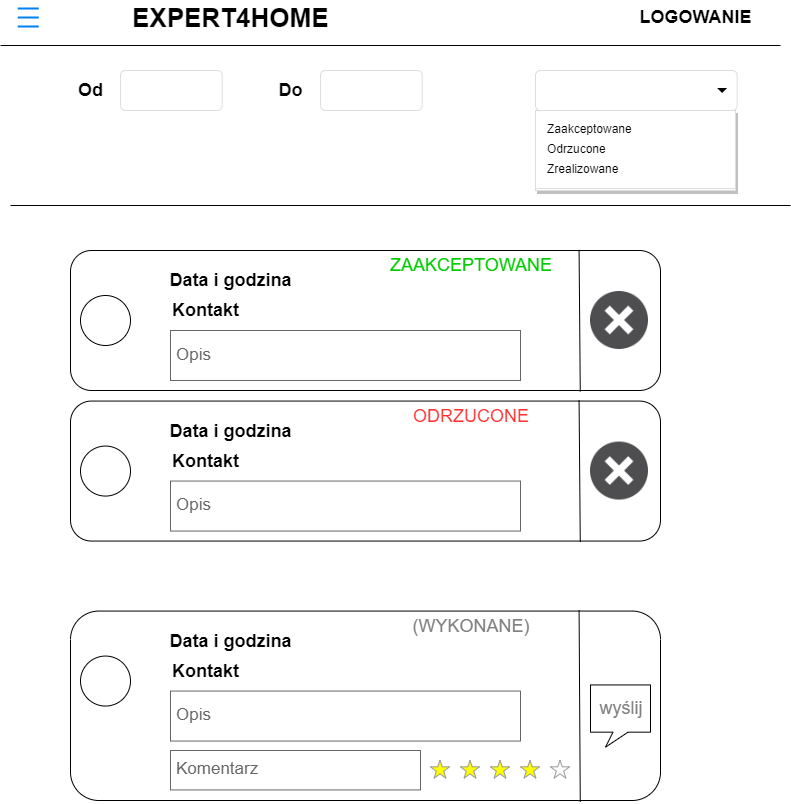 EXPERT4HOME
LOGOWANIE
Od
Do
Zaakceptowane
Odrzucone
Zrealizowane
ZAAKCEPTOWANE
Data i godzina
Kontakt
Opis
ODRZUCONE
Data i godzina
Kontakt
Opis
(WYKONANE)
Data i godzina
Kontakt
Opis
wyślij
Komentarz